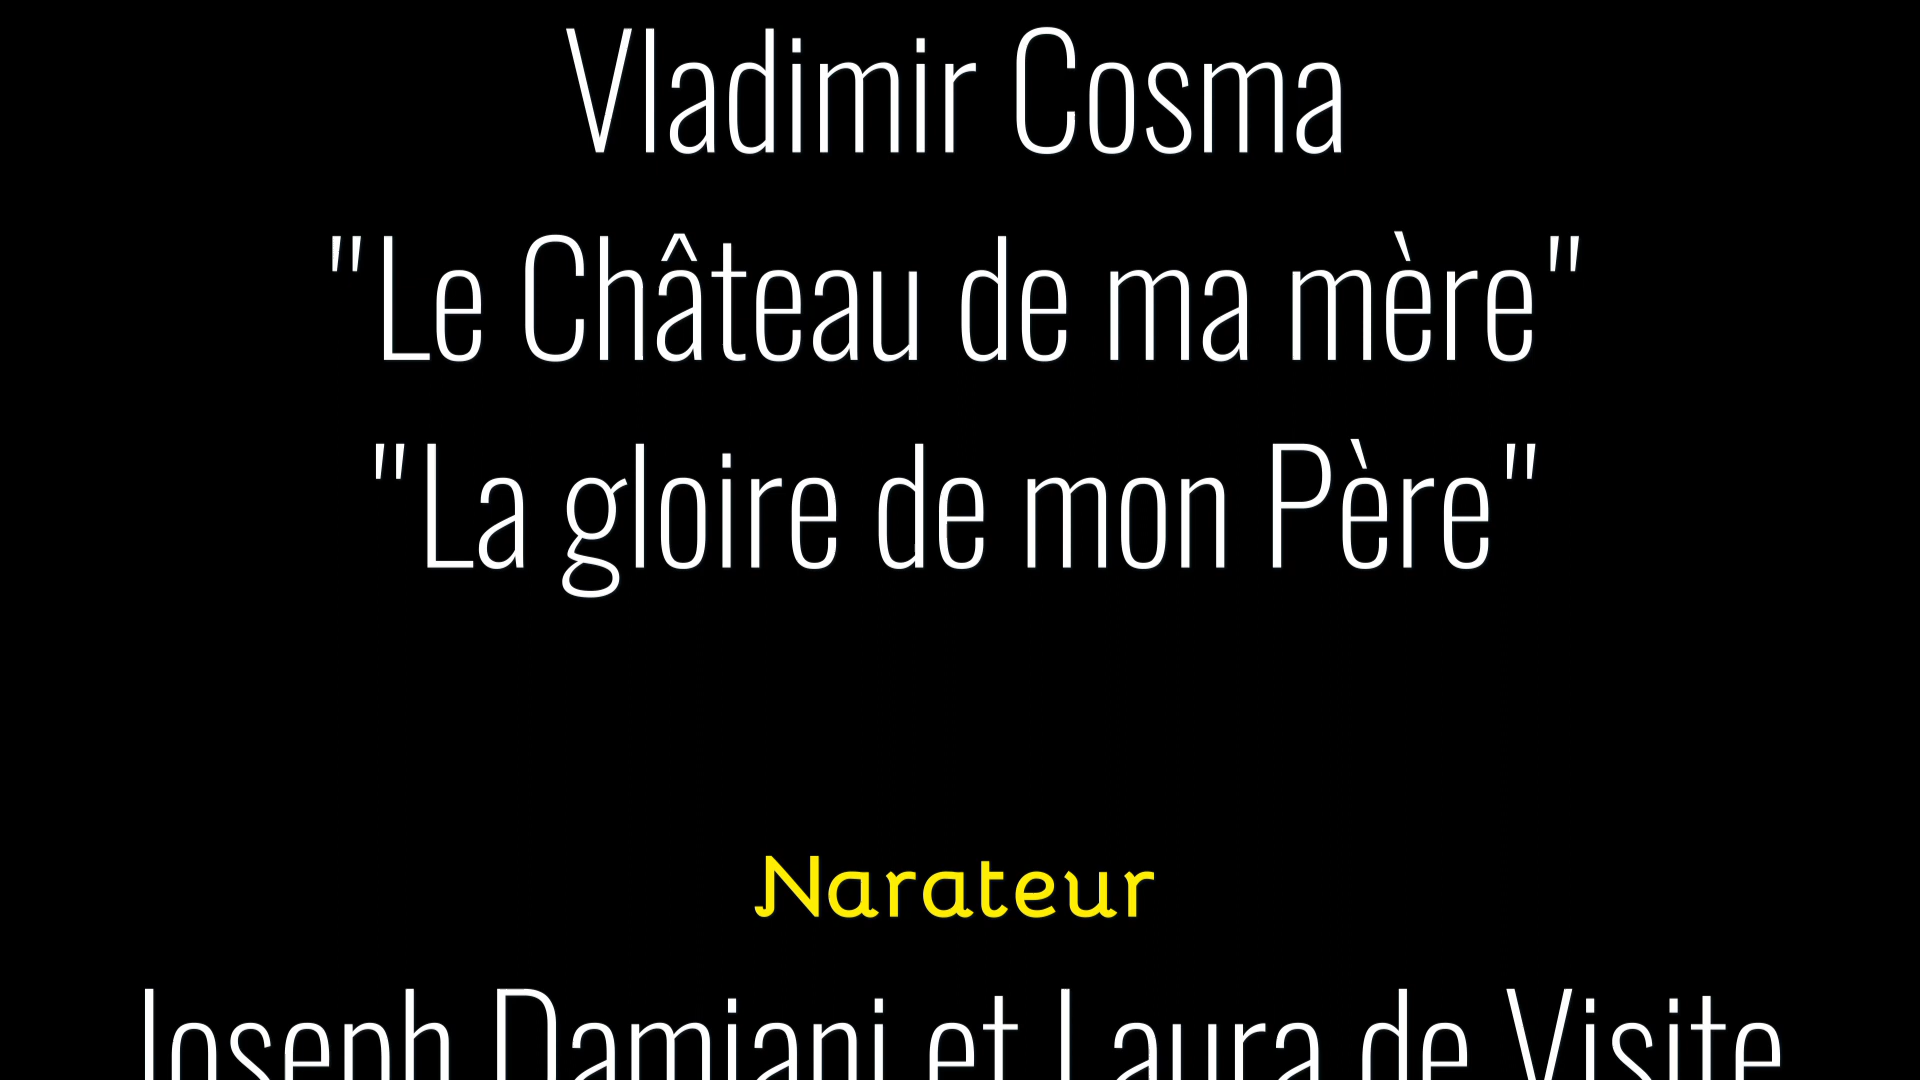 Vladimir Cosma
"Le Château de ma mère"
"La gloire de mon Père"
Narateur
Joseph Damiani et Laura de Visite